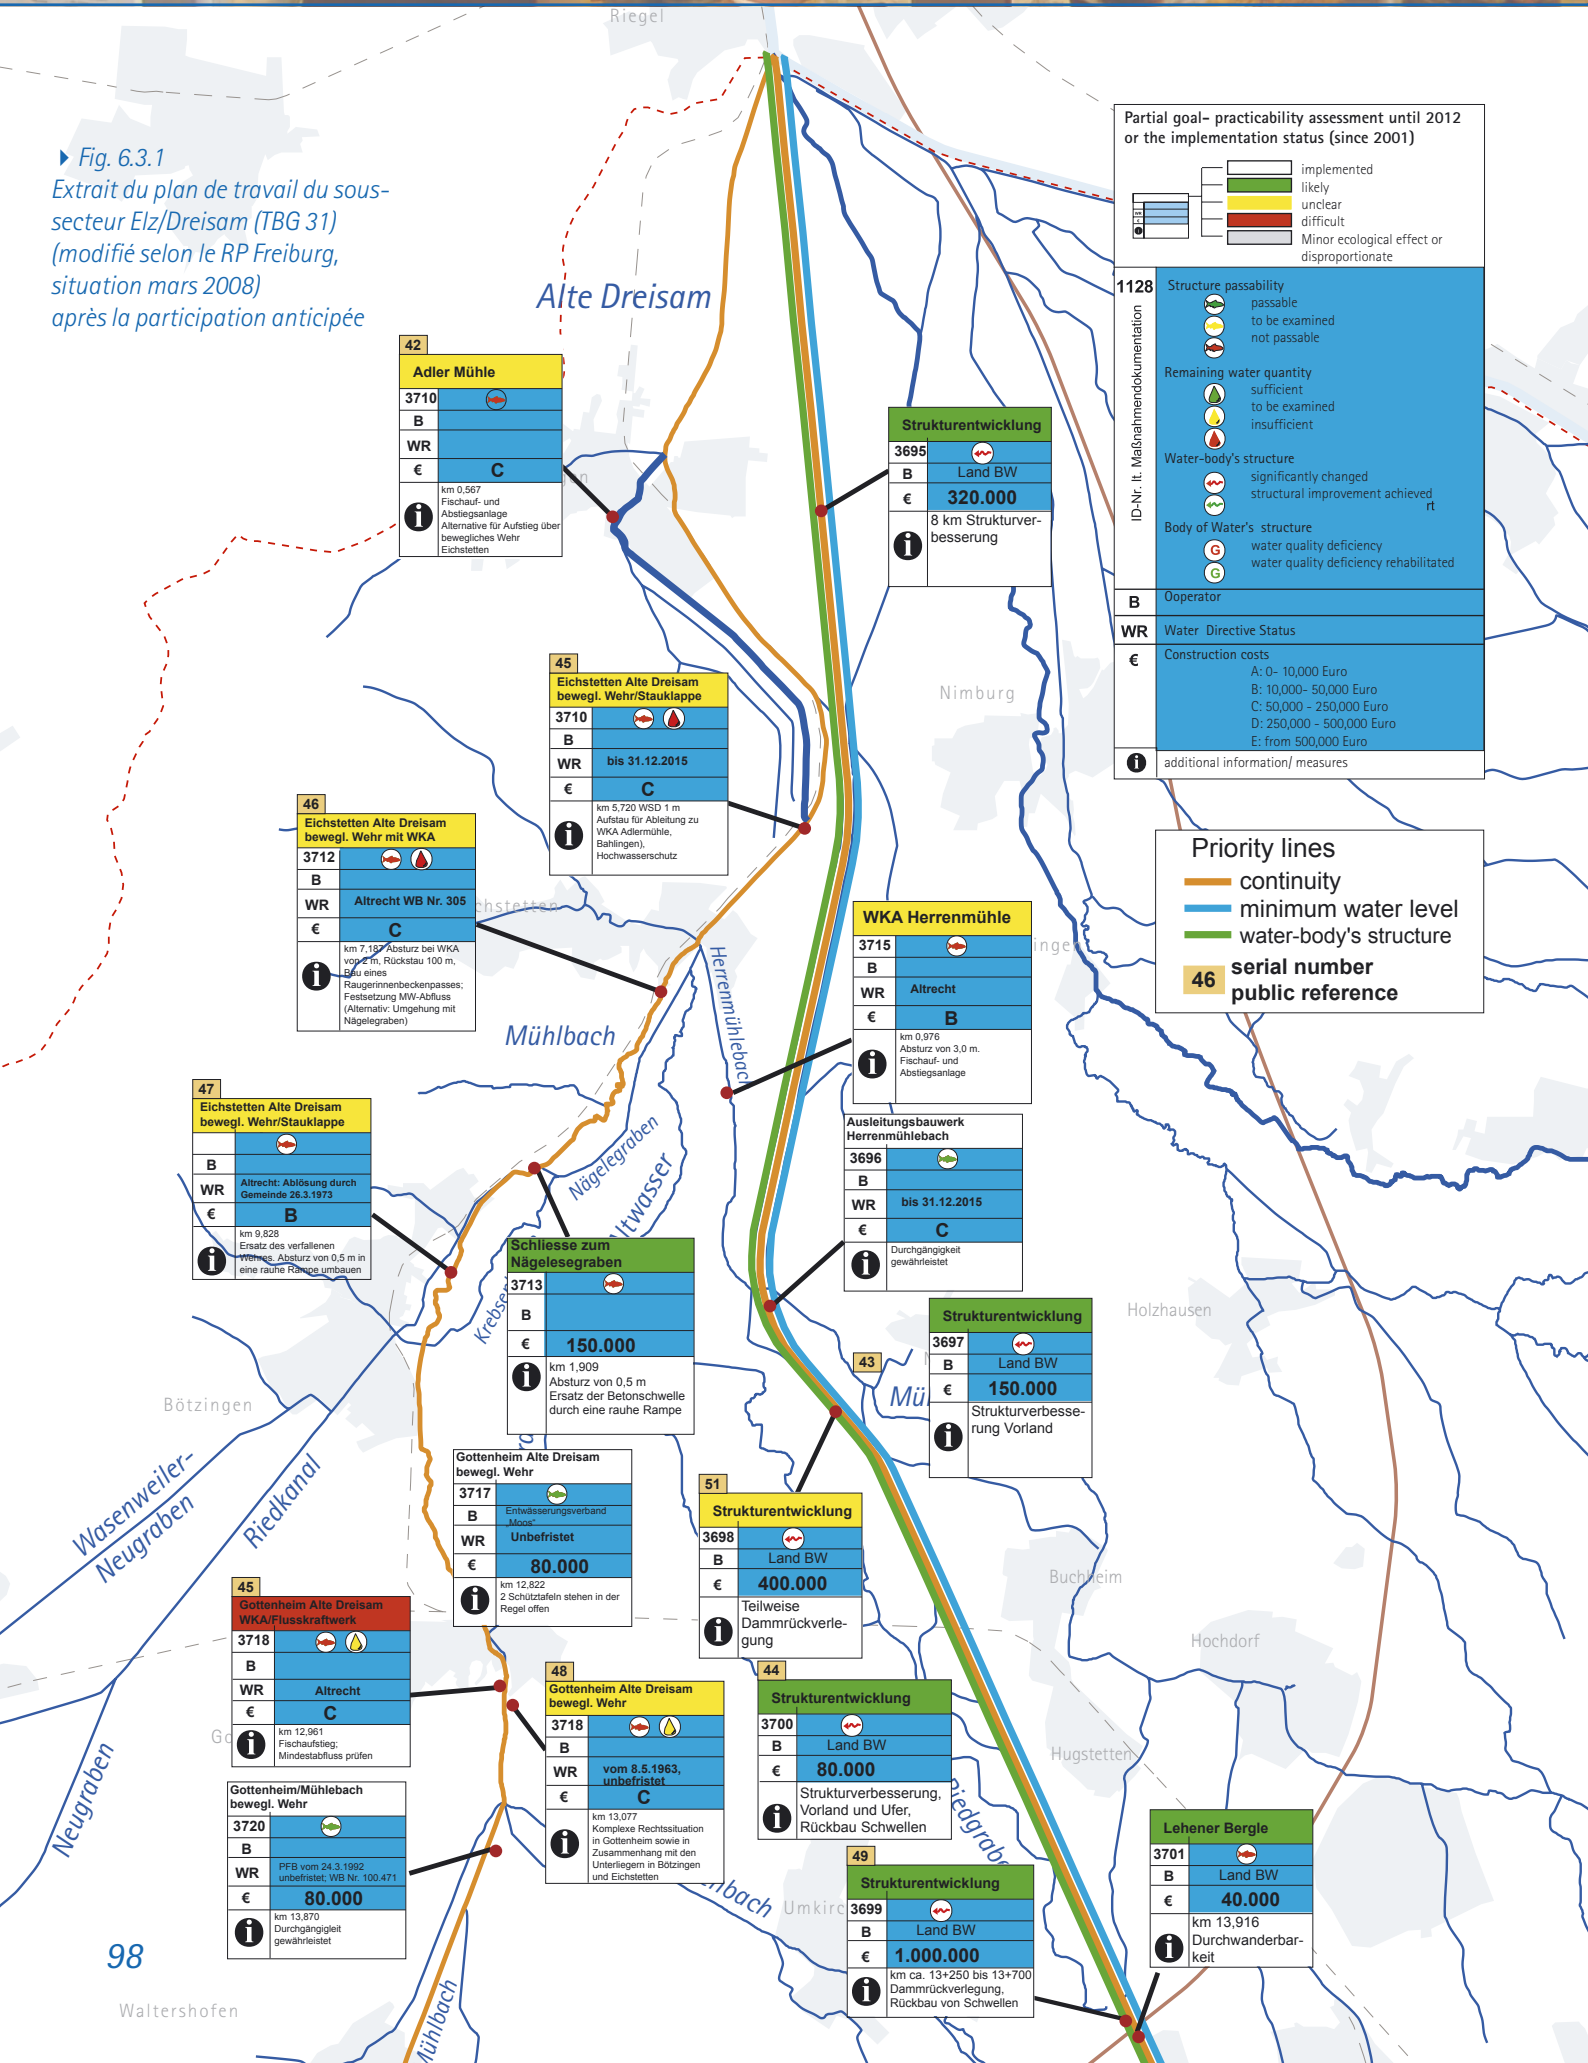 Riegel
Fig. 6.3.1
Extrait du plan de travail du sous-
secteur Elz/Dreisam (TBG 31)
(modifié selon le RP Freiburg,
situation mars 2008)
après la participation anticipée
Alte Dreisam
Partial goal- practicability assessment until 2012
or the implementation status (since 2001)
implemented
likely
unclear
difficult
Minor ecological effect or
disproportionate
WR
€
i
1128
ID-Nr. lt. Maßnahmendokumentation
Structure passability
passable
to be examined
not passable
Remaining water quantity
sufficient
to be examined
insufficient
Water-body's structure
significantly changed
structural improvement achieved
rt
Body of Water's structure
G water quality deficiency
G water quality deficiency rehabilitated
B Ooperator
WR Water Directive Status
€ Construction costs
A: 0- 10,000 Euro
B: 10,000- 50,000 Euro
C: 50,000 - 250,000 Euro
D: 250,000 - 500,000 Euro
E: from 500,000 Euro
i additional information/ measures
Priority lines
continuity
minimum water level
water-body's structure
46 serial number
public reference
42
Adler Mühle
3710
B
WR
€ C
i km 0,567
Fischauf- und
Abstiegsanlage
Alternative für Aufstieg über
bewegliches Wehr
Eichstetten
Strukturentwicklung
3695
B Land BW
€ 320.000
i 8 km Strukturver-
besserung
45
Eichstetten Alte Dreisam
bewegl. Wehr/Stauklappe
3710
B
WR bis 31.12.2015
€ C
i km 5,720 WSD 1 m
Aufstau für Ableitung zu
WKA Adlermühle,
Bahlingen),
Hochwasserschutz
Nimburg
46
Eichstetten Alte Dreisam
bewegl. Wehr mit WKA
3712
B
WR Altrecht WB Nr. 305
€ C
i km 7,187 Absturz bei WKA
von 2 m, Rückstau 100 m,
Bau eines
Raugerinnenbeckenpasses;
Festsetzung MW-Abfluss
(Alternativ: Umgehung mit
Nägelegraben)
chstetten
WKA Herrenmühle
3715
B
WR Altrecht
€ B
i km 0,976
Absturz von 3,0 m.
Fischauf- und
Abstiegsanlage
ingen
Herrenmühlebach
Mühlbach
47
Eichstetten Alte Dreisam
bewegl. Wehr/Stauklappe
B
WR Altrecht: Ablösung durch
Gemeinde 26.3.1973
€ B
i km 9,828
Ersatz des verfallenen
Wehres. Absturz von 0,5 m in
eine rauhe Rampe umbauen
Nägelegraben
ltwasser
Krebse
Ausleitungsbauwerk
Herrenmühlebach
3696
B
WR bis 31.12.2015
€ C
i Durchgängigkeit
gewährleistet
Schliesse zum
Nägelesegraben
3713
B
€ 150.000
i km 1,909
Absturz von 0,5 m
Ersatz der Betonschwelle
durch eine rauhe Rampe
Holzhausen
43
Mü
Strukturentwicklung
3697
B Land BW
€ 150.000
i Strukturverbesse-
rung Vorland
Bötzingen
Wasenweiler-
Neugraben
Riedkanal
Gottenheim Alte Dreisam
bewegl. Wehr
3717
B Entwässerungsverband
„Moos"
WR Unbefristet
€ 80.000
i km 12,822
2 Schütztafeln stehen in der
Regel offen
51
Strukturentwicklung
3698
B Land BW
€ 400.000
i Teilweise
Dammrückverle-
gung
Buchheim
Hochdorf
45
Gottenheim Alte Dreisam
WKA/Flusskraftwerk
3718
B
WR Altrecht
€ C
i km 12,961
Fischaufstieg;
Mindestabfluss prüfen
Go
48
Gottenheim Alte Dreisam
bewegl. Wehr
3718
B
WR vom 8.5.1963,
unbefristet
€ C
i km 13,077
Komplexe Rechtssituation
in Gottenheim sowie in
Zusammenhang mit den
Unterliegern in Bötzingen
und Eichstetten
44
Strukturentwicklung
3700
B Land BW
€ 80.000
i Strukturverbesserung,
Vorland und Ufer,
Rückbau Schwellen
Hugstetten
Riedgrabe
Neugraben
Gottenheim/Mühlebach
bewegl. Wehr
3720
B
WR PFB vom 24.3.1992
unbefristet; WB Nr. 100.471
€ 80.000
i km 13,870
Durchgängigleit
gewährleistet
Lehener Bergle
3701
B Land BW
€ 40.000
i km 13,916
Durchwanderbar-
keit
49
Strukturentwicklung
3699
B Land BW
€ 1.000.000
i km ca. 13+250 bis 13+700
Dammrückverlegung,
Rückbau von Schwellen
Umkirc
bach
98
Waltershofen
Mühlbach